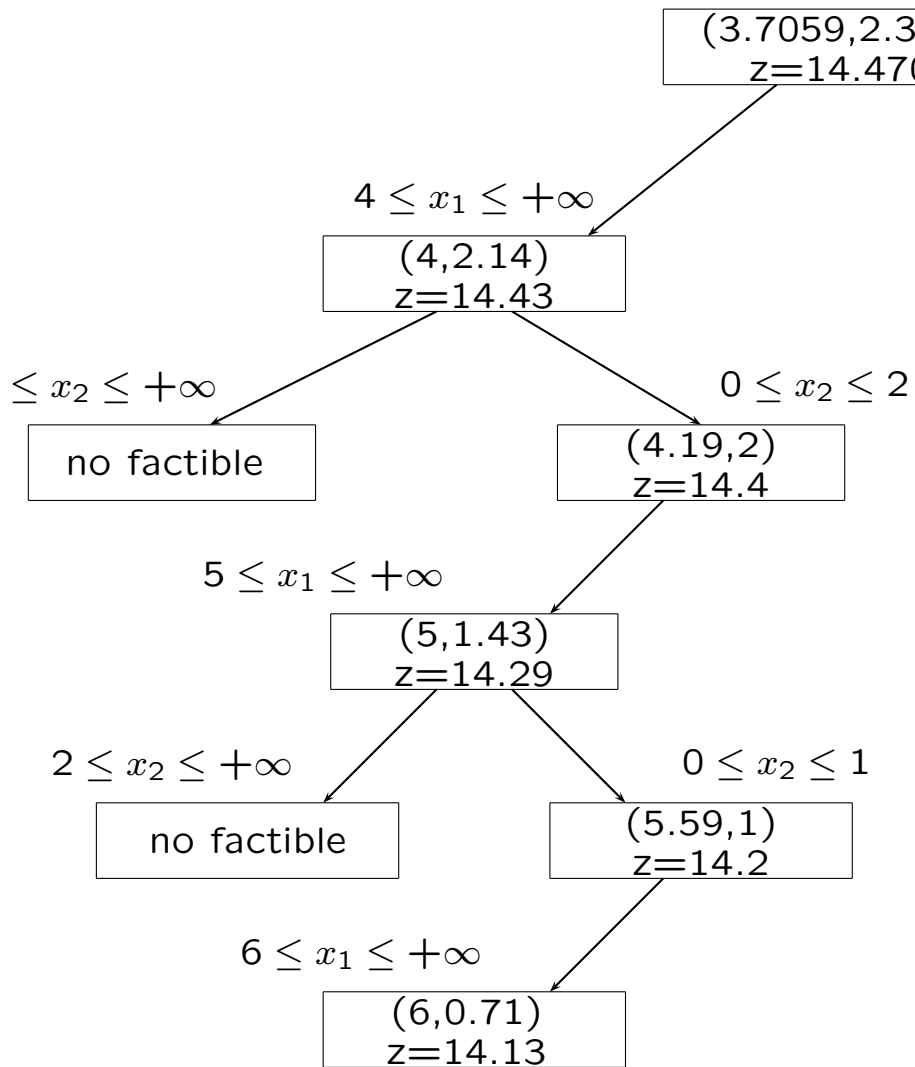 (3.7059,2.3
z=14.470
4 ≤ x₁ ≤ +∞
(4,2.14)
z=14.43
≤ x₂ ≤ +∞
0 ≤ x₂ ≤ 2
no factible
(4.19,2)
z=14.4
5 ≤ x₁ ≤ +∞
(5,1.43)
z=14.29
2 ≤ x₂ ≤ +∞
0 ≤ x₂ ≤ 1
no factible
(5.59,1)
z=14.2
6 ≤ x₁ ≤ +∞
(6,0.71)
z=14.13